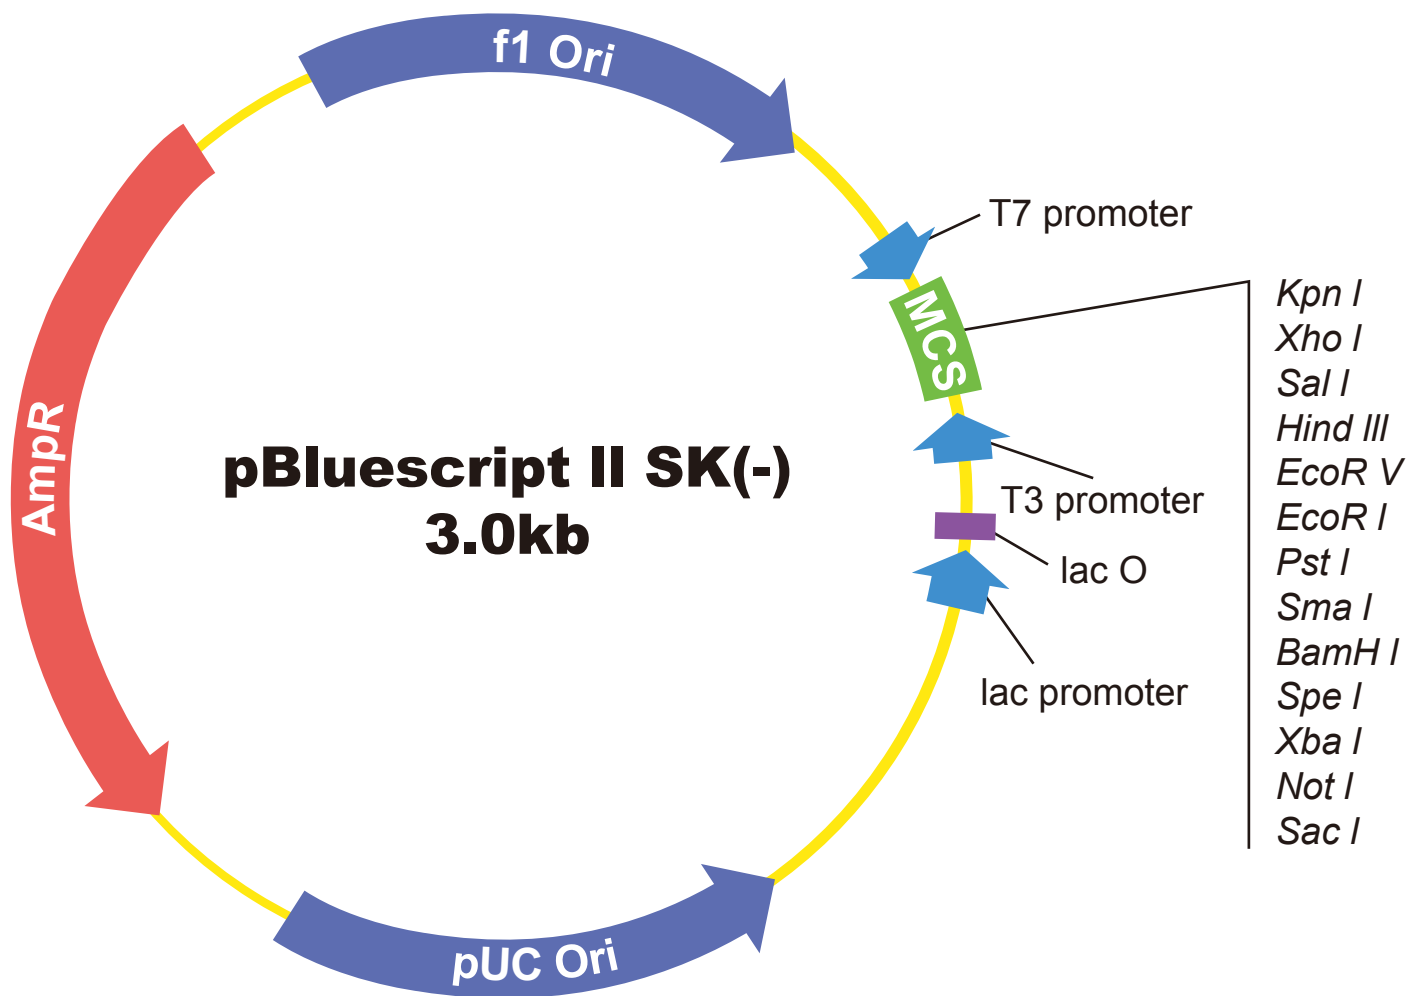 f1 Ori
T7 promoter
MCS
Kpn I
Xho I
Sal I
Hind III
EcoR V
EcoR I
Pst I
Sma I
BamH I
Spe I
Xba I
Not I
Sac I
AmpR
pBluescript II SK(-)
3.0kb
T3 promoter
lac O
lac promoter
pUC Ori